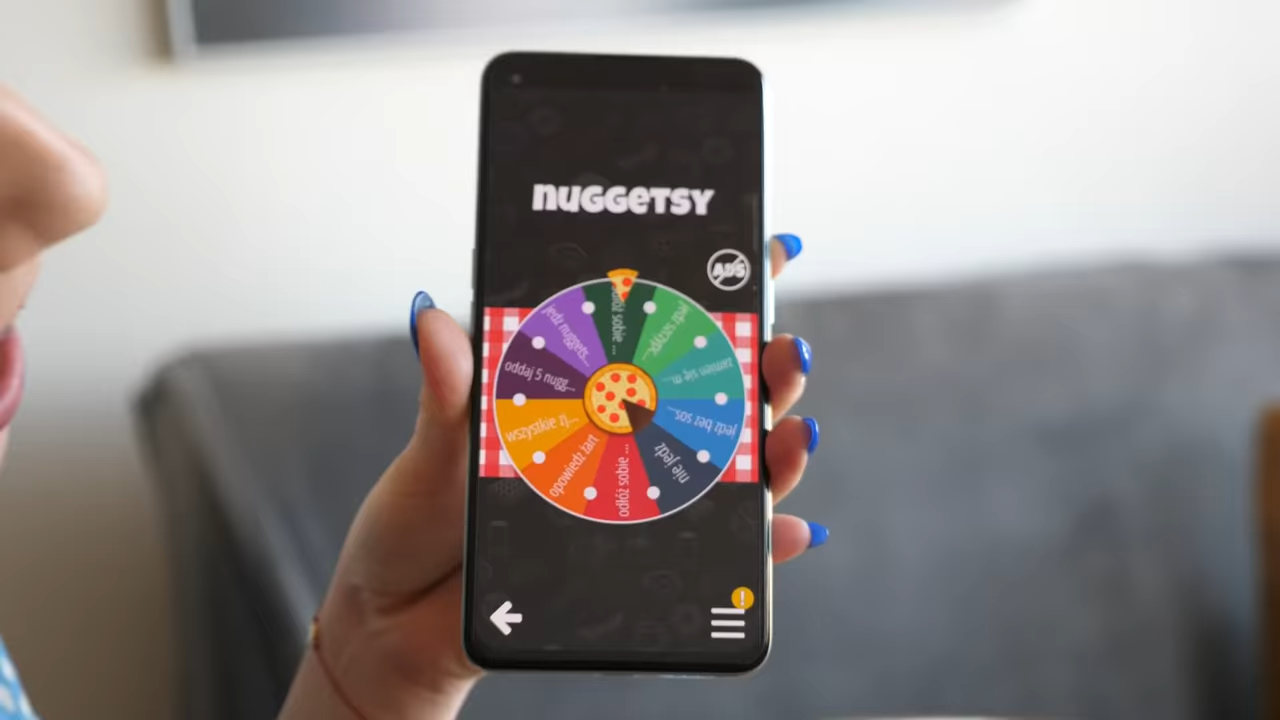 nuggetsy
ADS
odłóż sobie ...
jedz szczyp...
zamień się m...
jedz bez sos...
nie jedz
odłóż sobie ...
opowiedz żart
wszystkie zj...
oddaj 5 nugg...
jedz nuggets...